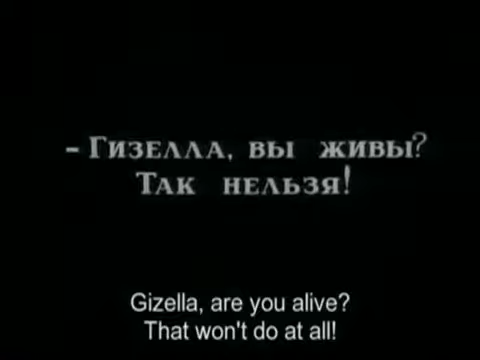 – Гизелла, вы живы?
Так нельзя!
Gizella, are you alive?
That won't do at all!